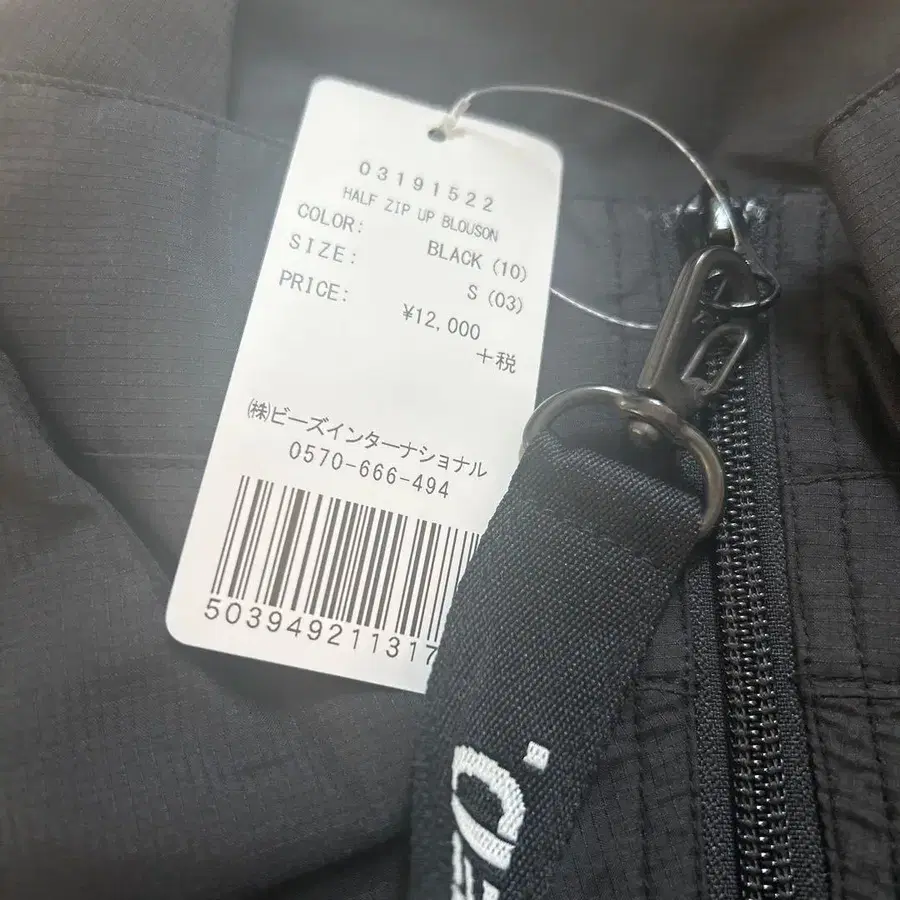 03191522
HALF ZIP UP BLOUSON
COLOR: BLACK (10)
SIZE: S (03)
PRICE: ¥12,000
+税
㈱ビーズインターナショナル
0570-666-494
503949211317